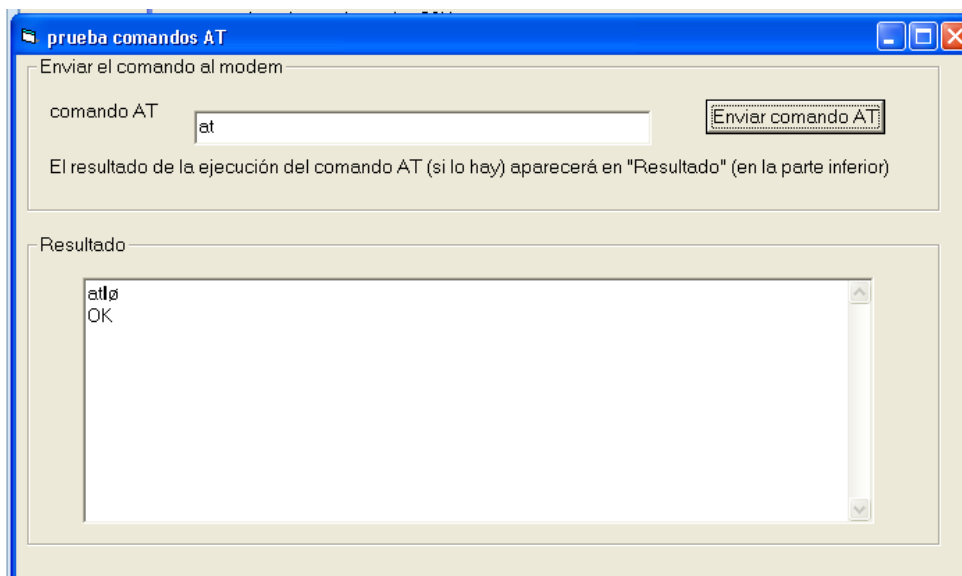 prueba comandos AT
Enviar el comando al modem
comando AT
at
Enviar comando AT
El resultado de la ejecución del comando AT (si lo hay) aparecerá en "Resultado" (en la parte inferior)
Resultado
atlø
OK